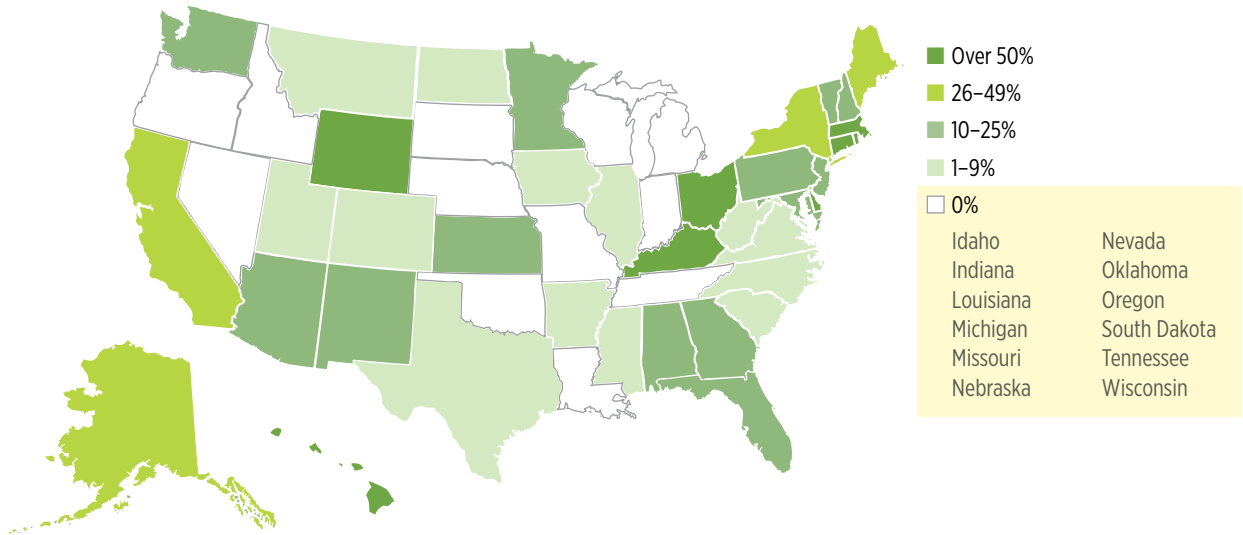 Over 50%
26–49%
10–25%
1–9%
0%
Idaho
Indiana
Louisiana
Michigan
Missouri
Nebraska
Nevada
Oklahoma
Oregon
South Dakota
Tennessee
Wisconsin